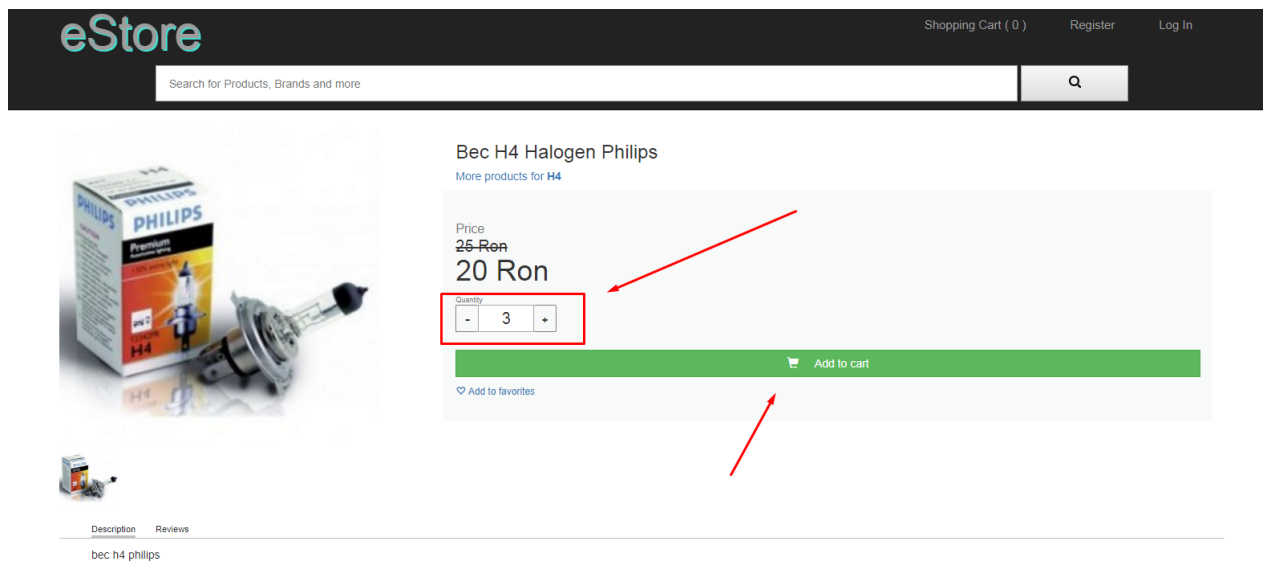 eStore
Shopping Cart ( 0 ) Register Log In
Search for Products, Brands and more
Bec H4 Halogen Philips
More products for H4
H4
PHILIPS
PHILIPS
PHILIPS
Premium
H4
Price
25 Ron
20 Ron
Quantity
- 3 +
Add to cart
Add to favorites
Description Reviews
bec h4 philips